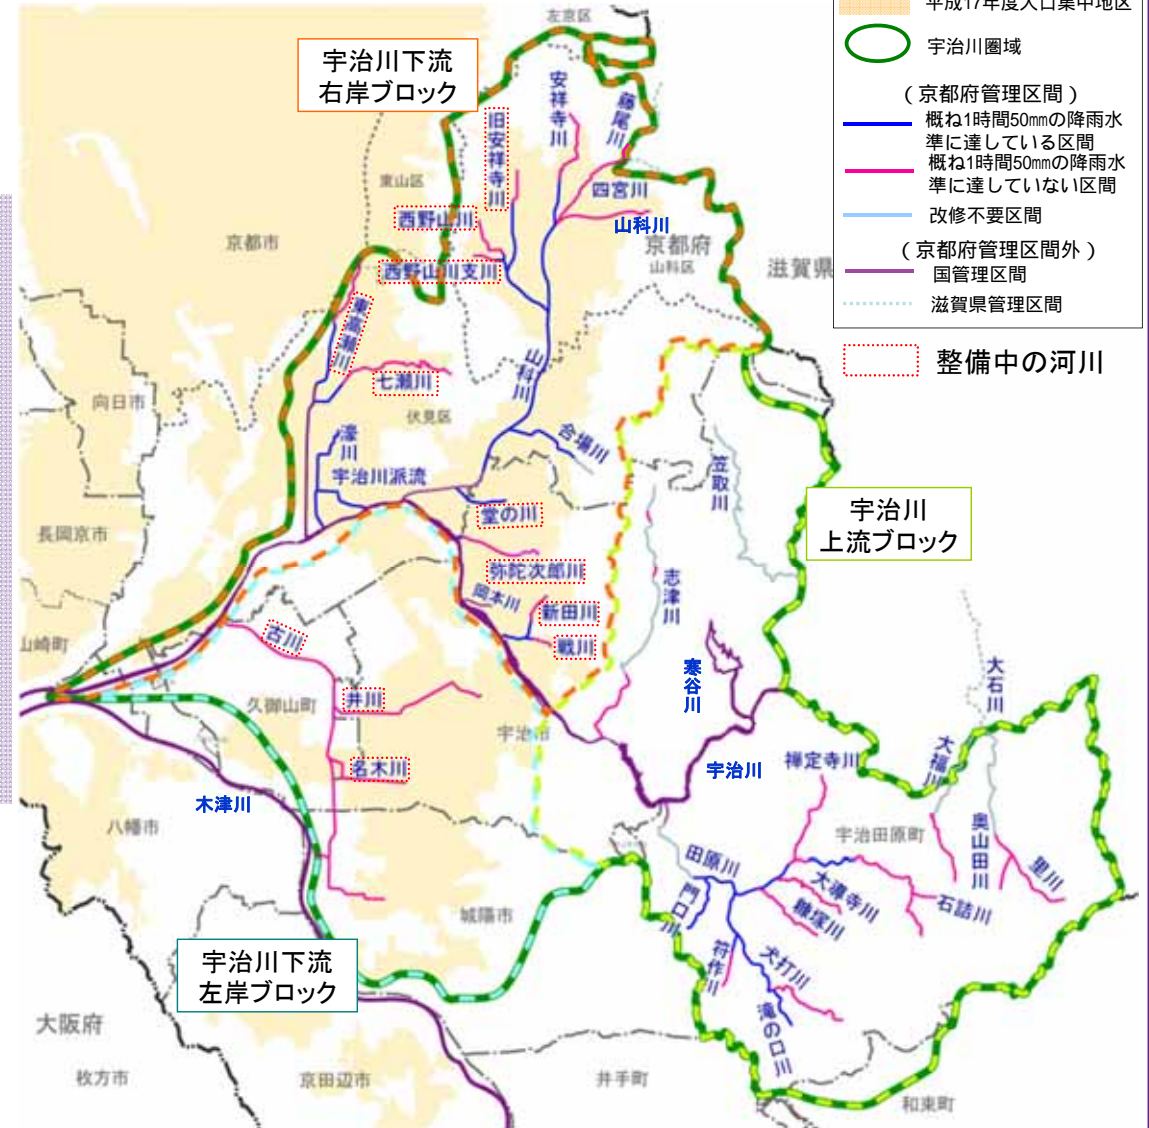 平成17年度人口集中地区
宇治川圏域
(京都府管理区間)
概ね1時間50㎜の降雨水
準に達している区間
概ね1時間50㎜の降雨水
準に達していない区間
改修不要区間
(京都府管理区間外)
国管理区間
滋賀県管理区間
整備中の河川
左京区
宇治川下流
右岸ブロック
安祥寺川
藤尾川
旧安祥寺川
東山区
四宮川
西野山川
山科川
京都市
京都府
山科区
滋賀県
西野山川支川
東高瀬川
山科川
七瀬川
向日市
伏見区
濠川
合場川
宇治川派流
笠取川
宇治川
上流ブロック
堂の川
長岡京市
弥陀次郎川
志津川
岡本川
新田川
古川
戦川
山崎町
寒谷川
大石川
井川
久御山町
宇治市
大福川
禅定寺川
名木川
宇治川
木津川
八幡市
宇治田原町
奥山田川
田原川
里川
大導寺川
門口川
石詰川
糠塚川
城陽市
符作川
犬打川
宇治川下流
左岸ブロック
滝の口川
大阪府
枚方市
京田辺市
井手町
和束町